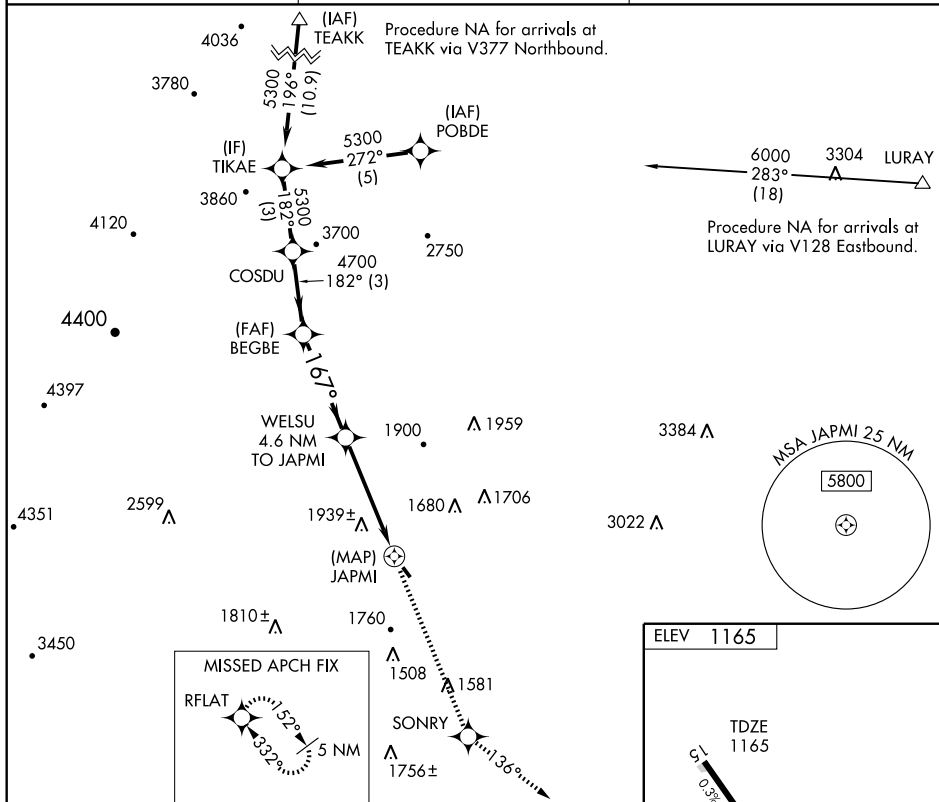 4036
(IAF)
TEAKK
Procedure NA for arrivals at
TEAKK via V377 Northbound.
3780
5300
196°
(10.9)
(IAF)
POBDE
(IF)
TIKAE
5300
272°
(5)
6000
283°
(18)
3304
LURAY
Procedure NA for arrivals at
LURAY via V128 Eastbound.
3860
5300
182°
(3)
4120
3700
2750
COSDU
4700
182° (3)
4400
(FAF)
BEGBE
167°
4397
WELSU
4.6 NM
TO JAPMI
1900
1959
3384
MSA JAPMI 25 NM
5800
2599
4351
1939±
1680
1706
3022
(MAP)
JAPMI
1810±
1760
3450
1508
1581
MISSED APCH FIX
RFLAT
152°
332°
5 NM
SONRY
136°
1756±
ELEV 1165
TDZE
1165
15
0.3%